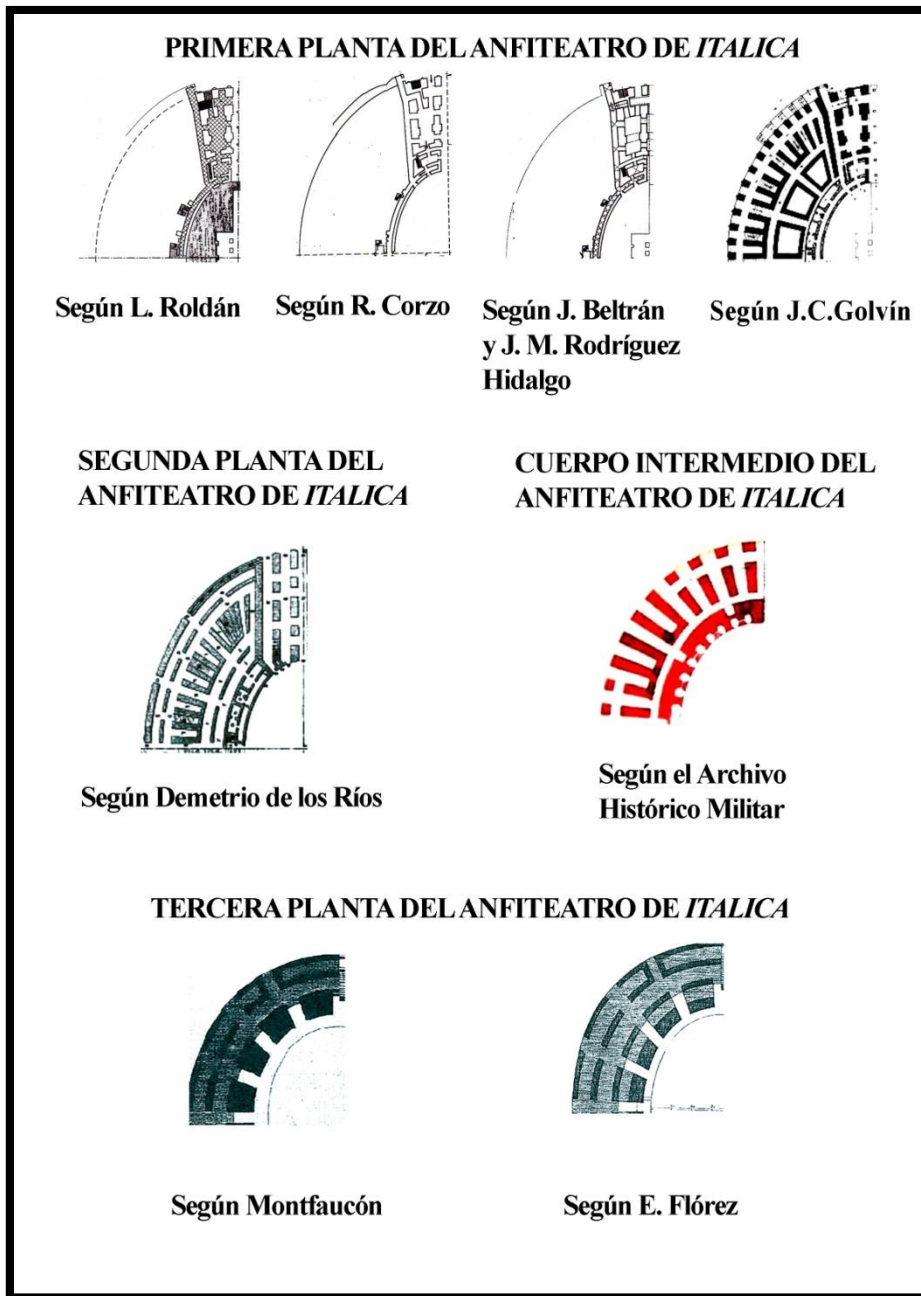 PRIMERA PLANTA DEL ANFITEATRO DE ITALICA
Según L. Roldán
Según R. Corzo
Según J. Beltrán
y J. M. Rodríguez
Hidalgo
Según J.C.Golvín
SEGUNDA PLANTA DEL
ANFITEATRO DE ITALICA
CUERPO INTERMEDIO DEL
ANFITEATRO DE ITALICA
Según Demetrio de los Ríos
Según el Archivo
Histórico Militar
TERCERA PLANTA DEL ANFITEATRO DE ITALICA
Según Montfaucón
Según E. Flórez